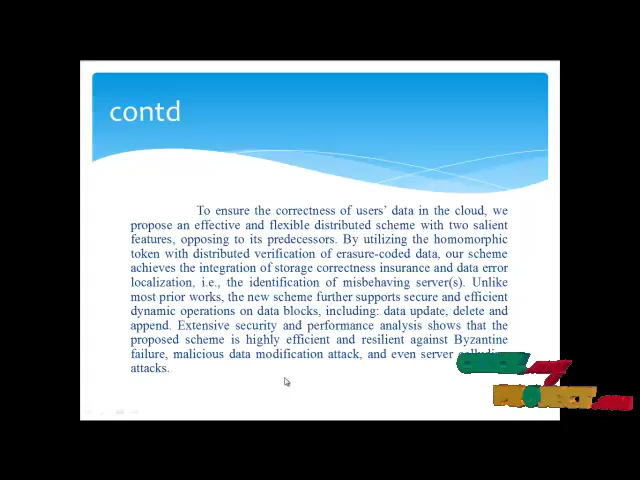 contd
To ensure the correctness of users’ data in the cloud, we
propose an effective and flexible distributed scheme with two salient
features, opposing to its predecessors. By utilizing the homomorphic
token with distributed verification of erasure-coded data, our scheme
achieves the integration of storage correctness insurance and data error
localization, i.e., the identification of misbehaving server(s). Unlike
most prior works, the new scheme further supports secure and efficient
dynamic operations on data blocks, including: data update, delete and
append. Extensive security and performance analysis shows that the
proposed scheme is highly efficient and resilient against Byzantine
failure, malicious data modification attack, and even server colluding
attacks.